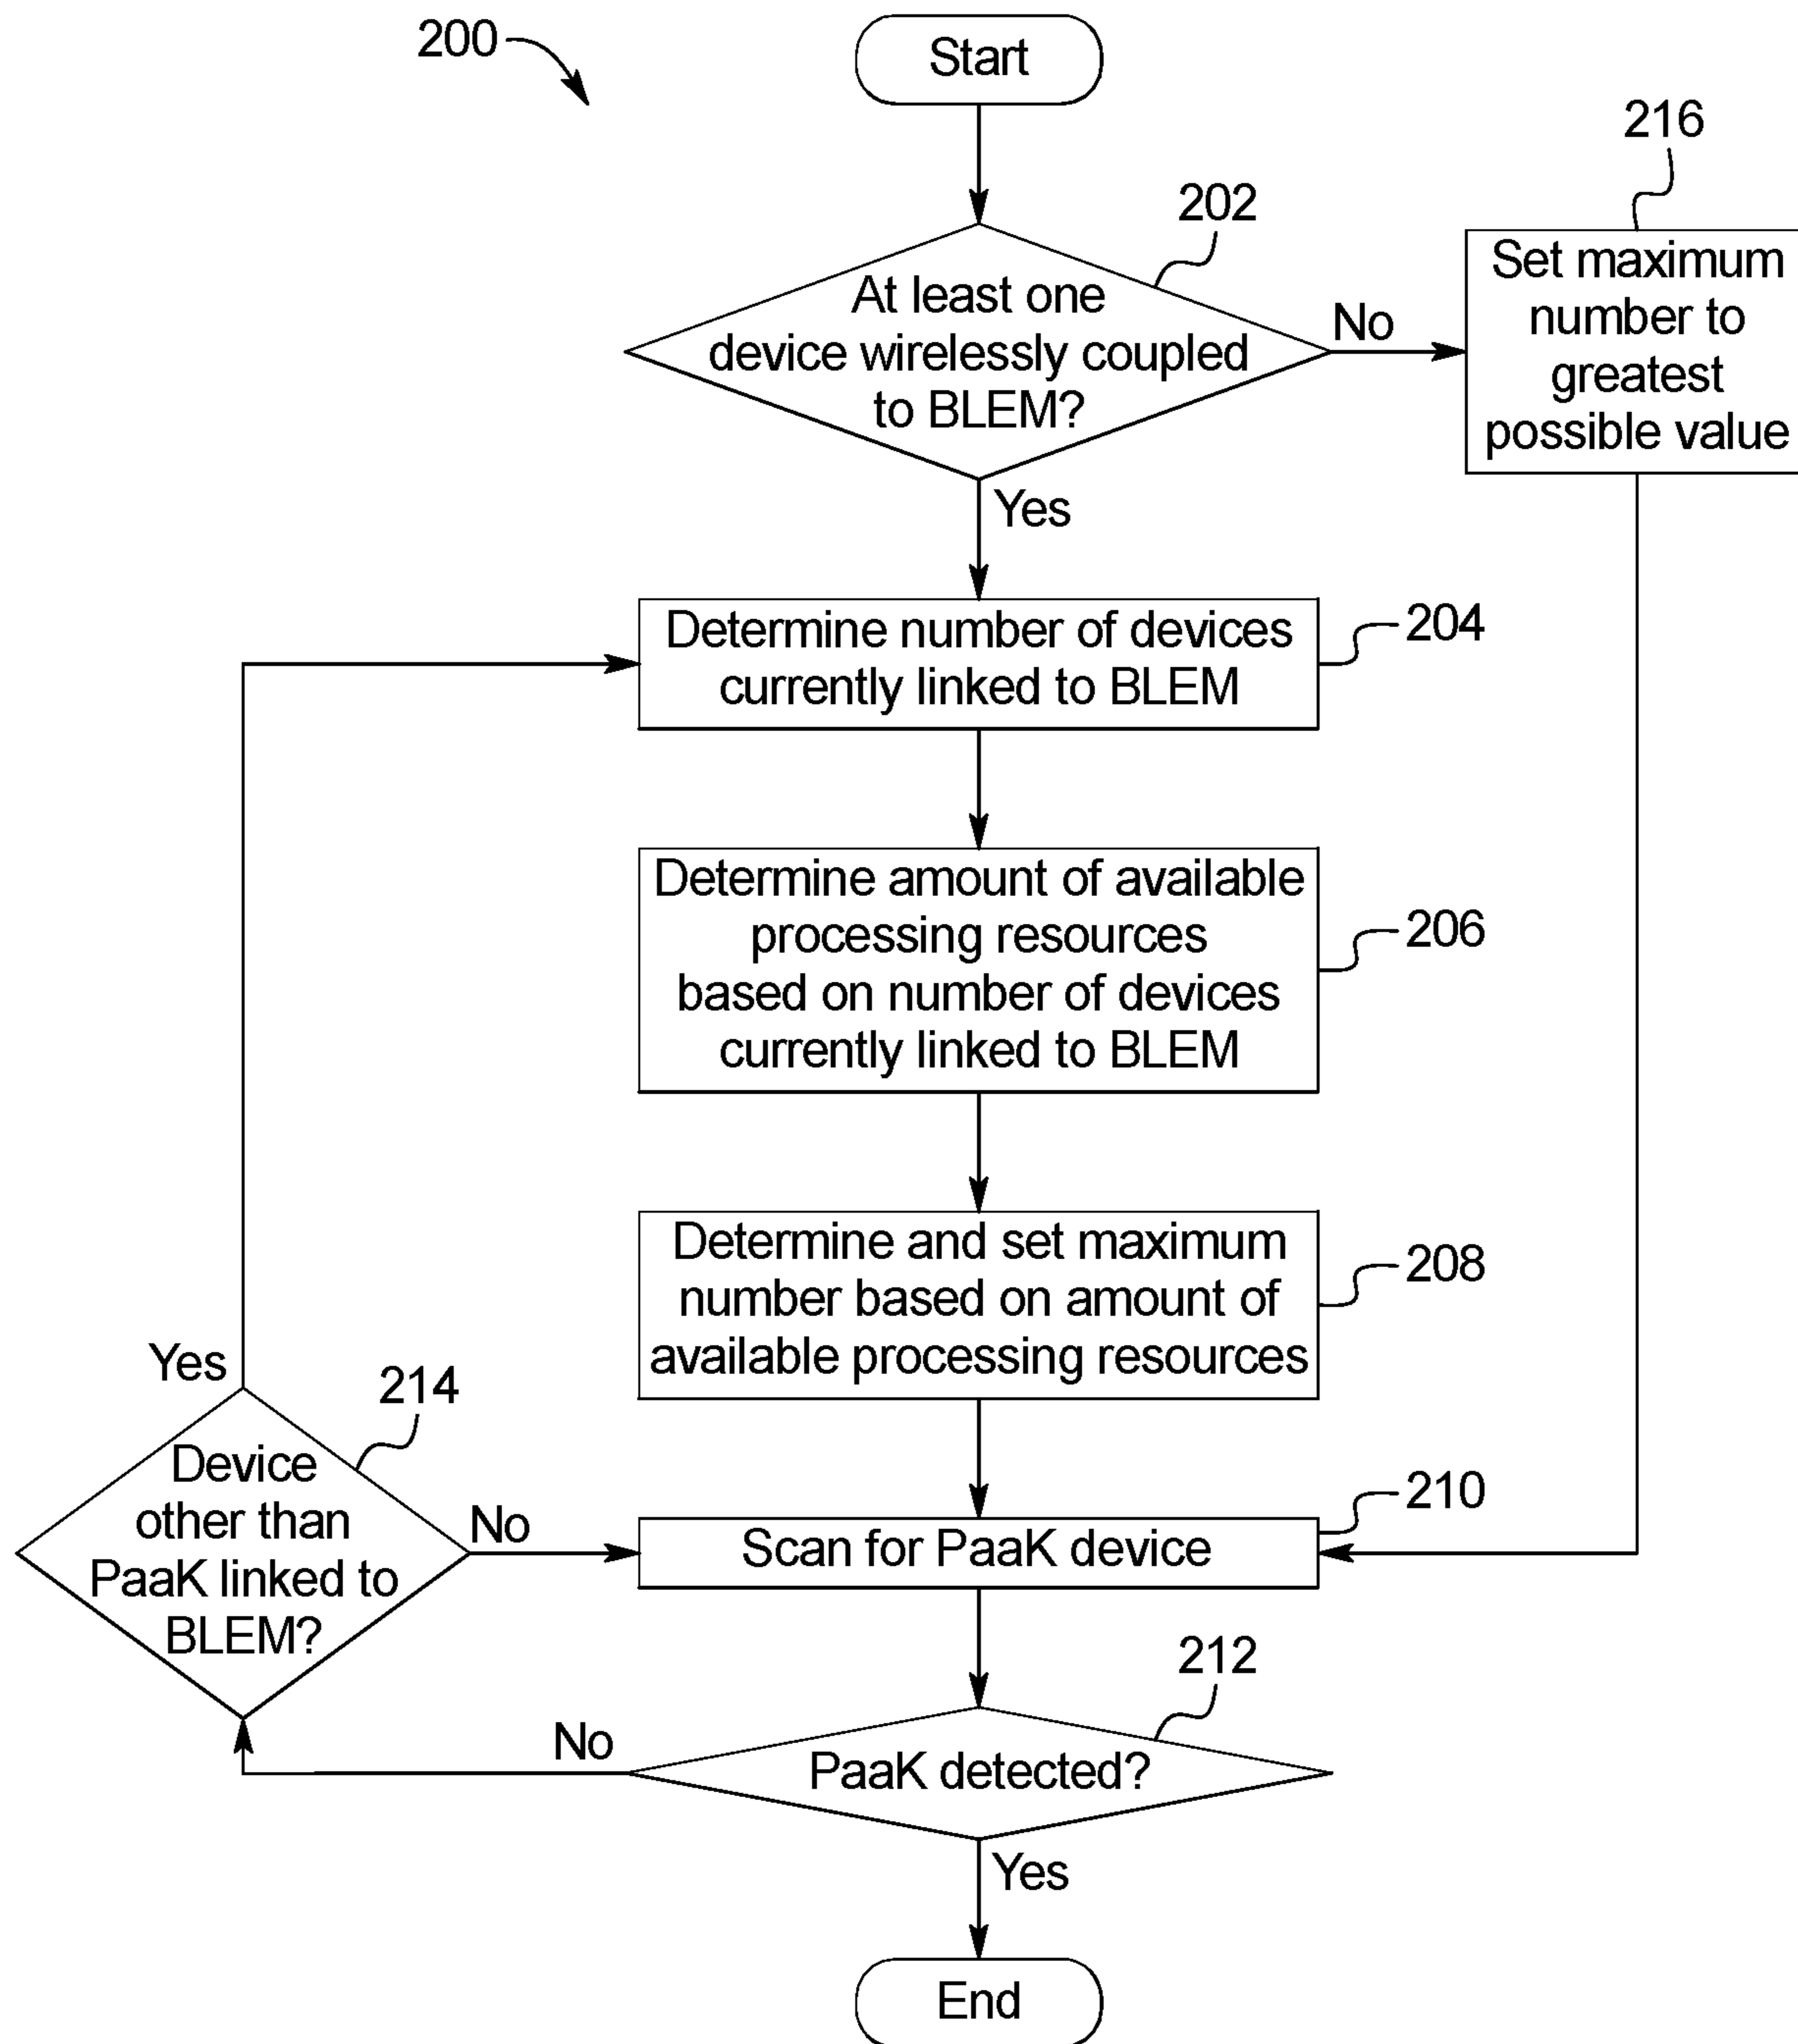 200
Start
216
202
Set maximum
number to
greatest
possible value
At least one
device wirelessly coupled
to BLEM?
No
Yes
Determine number of devices
currently linked to BLEM
204
Determine amount of available
processing resources
based on number of devices
currently linked to BLEM
206
Determine and set maximum
number based on amount of
available processing resources
208
Yes
214
Device
other than
PaaK linked to
BLEM?
No
Scan for PaaK device
210
212
PaaK detected?
No
Yes
End